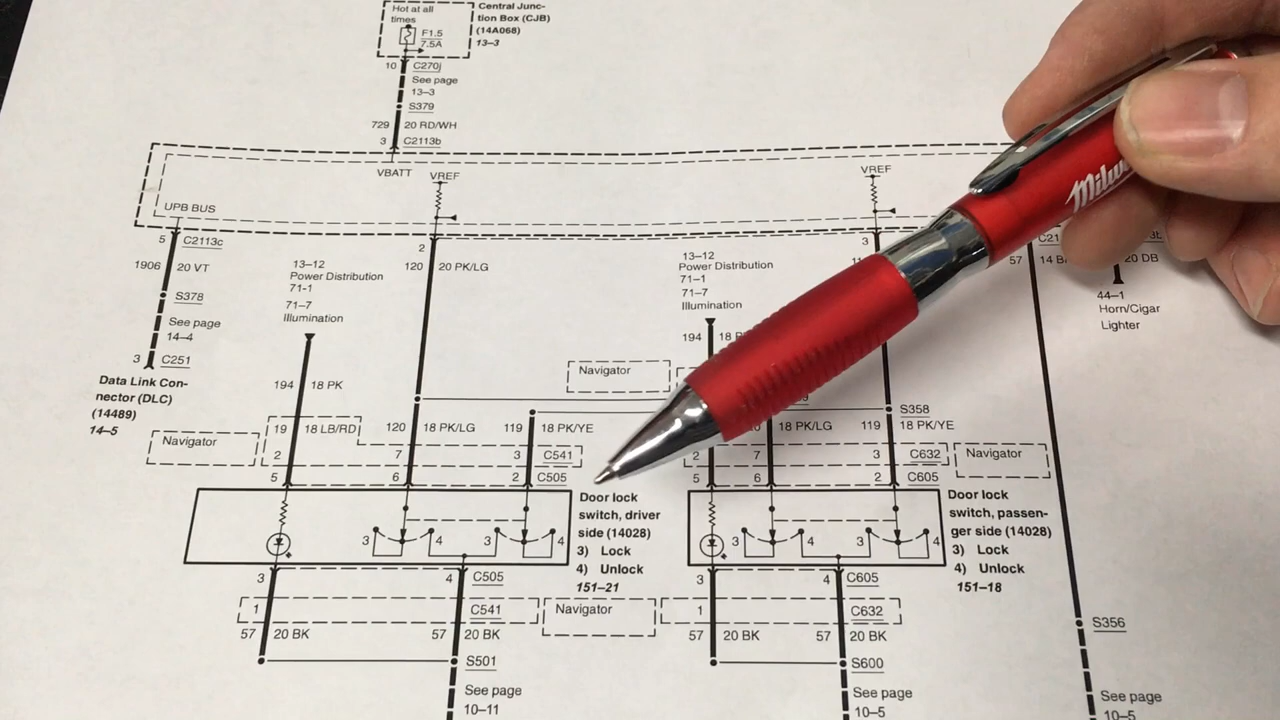 Hot at all
times
F1.5
7.5A
Central Junc-
tion Box (CJB)
(14A068)
13–3
10 C270j
See page
13–3
S379
729 20 RD/WH
3 C2113b
VBATT
VREF
VREF
UPB BUS
5 C2113c
1906 20 VT
S378
See page
14–4
3 C251
Data Link Con-
nector (DLC)
(14489)
14–5
13–12
Power Distribution
71-1
71–7
Illumination
194 18 PK
2
120 20 PK/LG
13–12
Power Distribution
71–1
71–7
Illumination
194 18
3
57 14
20 DB
44–1
Horn/Cigar
Lighter
Navigator
S358
19 18 LB/RD 120 18 PK/LG 119 18 PK/YE
18 PK/LG 119 18 PK/YE
Navigator
2 7 3 C541
2 7 3 C632
Navigator
5 6 2 C505
5 6 2 C605
Door lock
switch, driver
side (14028)
3) Lock
4) Unlock
151–21
3 4 3 4
Door lock
switch, passen-
ger side (14028)
3) Lock
4) Unlock
151–18
3 4 3 4
3 4 C505
3 4 C605
1 C541
Navigator
1 C632
57 20 BK 57 20 BK
57 20 BK 57 20 BK
S501
S600
S356
See page
10–11
See page
10–5
See page
10–5